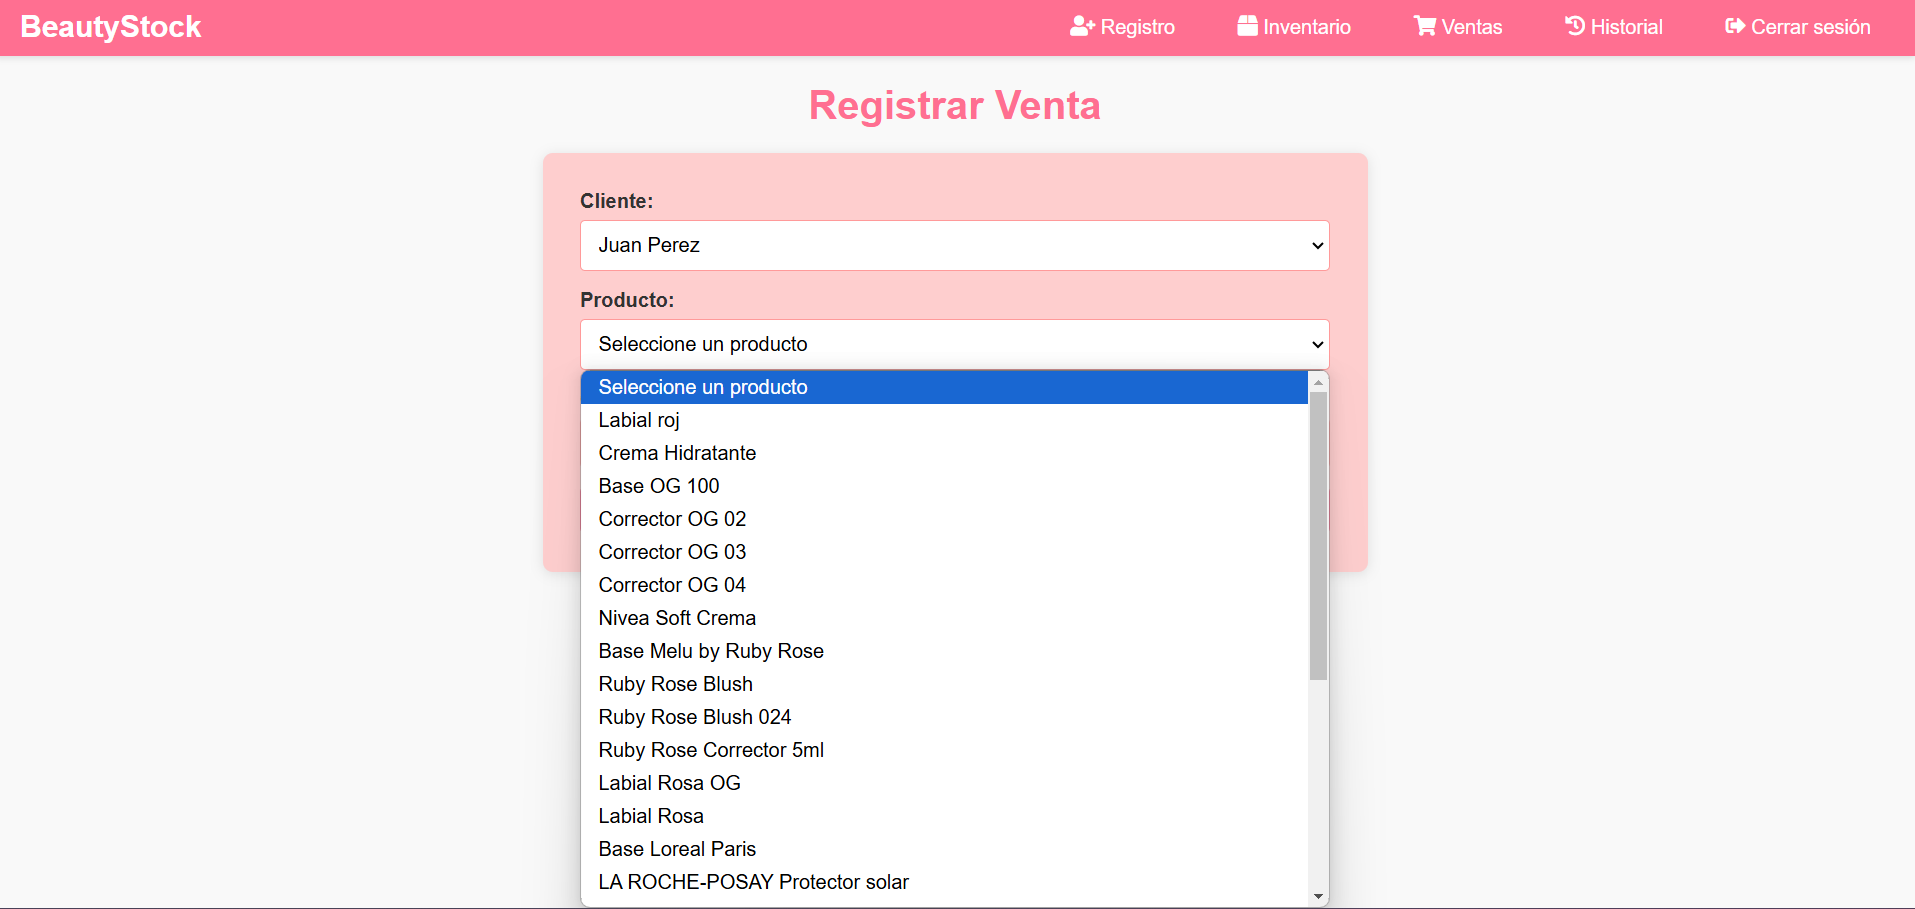 BeautyStock
Registro
Inventario
Ventas
Historial
Cerrar sesión
Registrar Venta
Cliente:
Juan Perez
Producto:
Seleccione un producto
Seleccione un producto
Labial roj
Crema Hidratante
Base OG 100
Corrector OG 02
Corrector OG 03
Corrector OG 04
Nivea Soft Crema
Base Melu by Ruby Rose
Ruby Rose Blush
Ruby Rose Blush 024
Ruby Rose Corrector 5ml
Labial Rosa OG
Labial Rosa
Base Loreal Paris
LA ROCHE-POSAY Protector solar